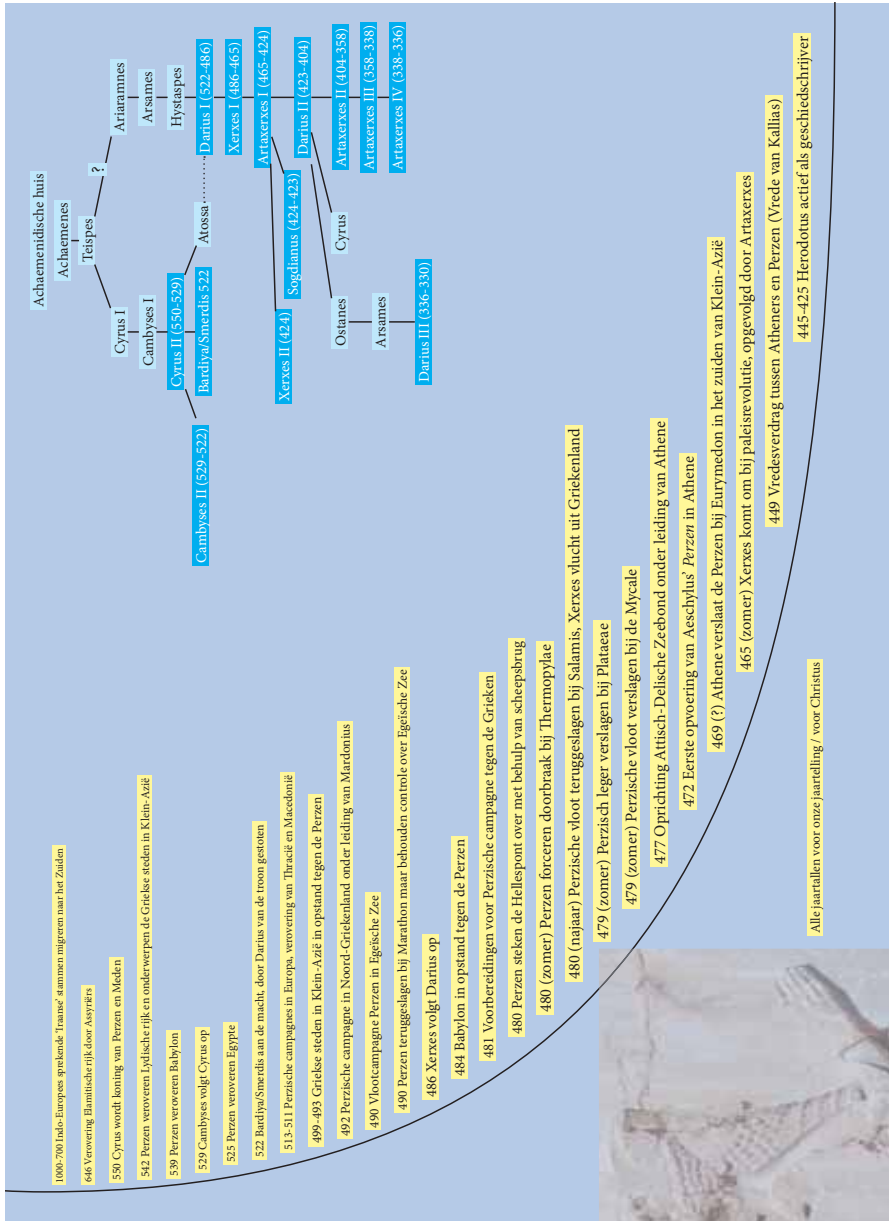 Achaemenidische huis
Achaemenes
Teispes
?
Cyrus I
Ariaramnes
Cambyses I
Arsames
Cyrus II (550-529)
Hystaspes
Cambyses II (529-522)
Bardiya/Smerdis 522
Atossa
Darius I (522-486)
Xerxes I (486-465)
Artaxerxes I (465-424)
Xerxes II (424)
Sogdianus (424-423)
Darius II (423-404)
Ostanes
Cyrus
Artaxerxes II (404-358)
Arsames
Artaxerxes III (358-338)
Darius III (336-330)
Artaxerxes IV (338-336)
1000-700 Indo-Europees sprekende 'Iraanse' stammen migreren naar het Zuiden
646 Verovering Elamitische rijk door Assyriërs
550 Cyrus wordt koning van Perzen en Meden
542 Perzen veroveren Lydische rijk en onderwerpen de Griekse steden in Klein-Azië
539 Perzen veroveren Babylon
529 Cambyses volgt Cyrus op
525 Perzen veroveren Egypte
522 Bardiya/Smerdis aan de macht, door Darius van de troon gestoten
513-511 Perzische campagnes in Europa, verovering van Thracië en Macedonië
499-493 Griekse steden in Klein-Azië in opstand tegen de Perzen
492 Perzische campagne in Noord-Griekenland onder leiding van Mardonius
490 Vlootcampagne Perzen in Egeïsche Zee
490 Perzen teruggeslagen bij Marathon maar behouden controle over Egeïsche Zee
486 Xerxes volgt Darius op
484 Babylon in opstand tegen de Perzen
481 Voorbereidingen voor Perzische campagne tegen de Grieken
480 Perzen steken de Hellespont over met behulp van scheepsbrug
480 (zomer) Perzen forceren doorbraak bij Thermopylae
480 (najaar) Perzische vloot teruggeslagen bij Salamis, Xerxes vlucht uit Griekenland
479 (zomer) Perzisch leger verslagen bij Plataeae
479 (zomer) Perzische vloot verslagen bij de Mycale
477 Oprichting Attisch-Delische Zeebond onder leiding van Athene
472 Eerste opvoering van Aeschylus' Perzen in Athene
469 (?) Athene verslaat de Perzen bij Eurymedon in het zuiden van Klein-Azië
465 (zomer) Xerxes komt om bij paleisrevolutie, opgevolgd door Artaxerxes
449 Vredesverdrag tussen Atheners en Perzen (Vrede van Kallias)
445-425 Herodotus actief als geschiedschrijver
Alle jaartallen voor onze jaartelling / voor Christus